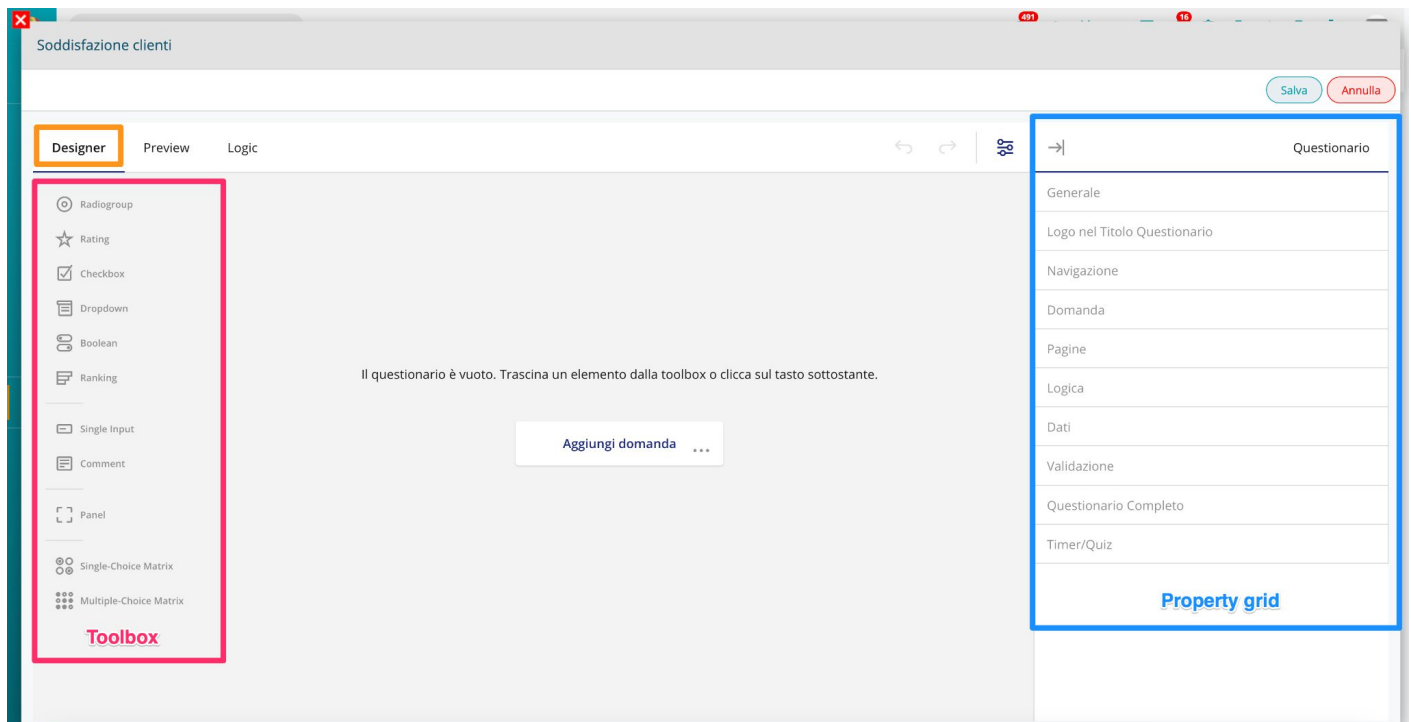 491
16
Soddisfazione clienti
Salva
Annulla
Designer
Preview
Logic
Questionario
Radiogroup
Rating
Checkbox
Dropdown
Boolean
Ranking
Single Input
Comment
Panel
Single-Choice Matrix
Multiple-Choice Matrix
Toolbox
Il questionario è vuoto. Trascina un elemento dalla toolbox o clicca sul tasto sottostante.
Aggiungi domanda ...
Generale
Logo nel Titolo Questionario
Navigazione
Domanda
Pagine
Logica
Dati
Validazione
Questionario Completo
Timer/Quiz
Property grid